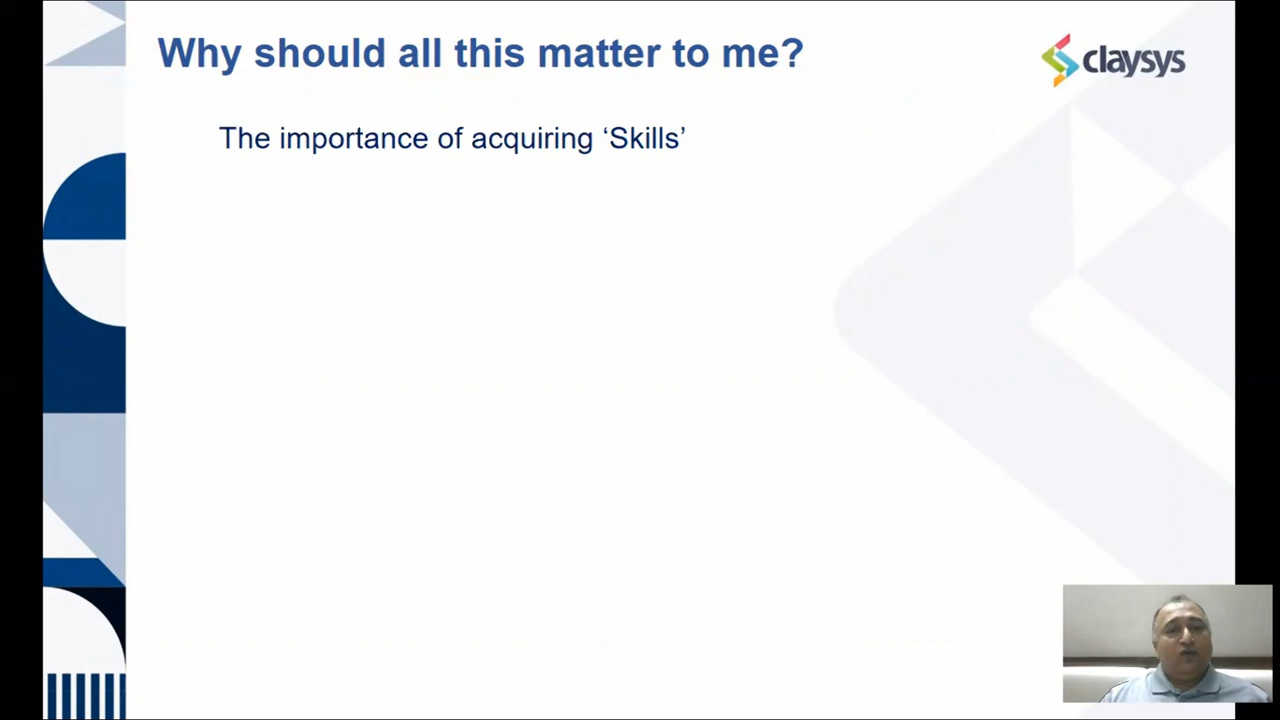 Why should all this matter to me?
claysys
The importance of acquiring ‘Skills’